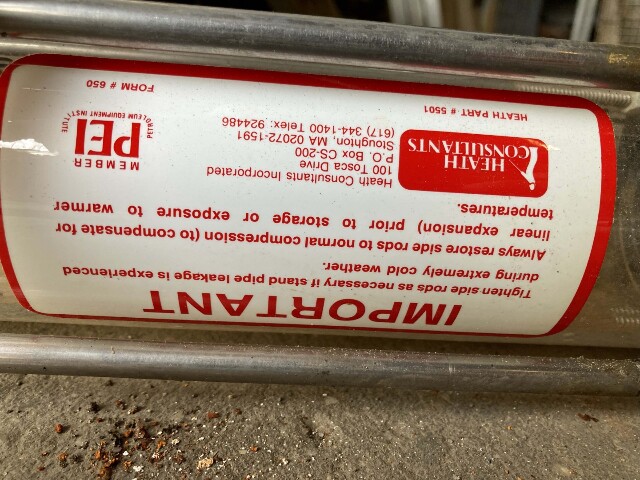 IMPORTANT
Tighten side rods as necessary if stand pipe leakage is experienced
during extremely cold weather.
Always restore side rods to normal compression (to compensate for
linear expansion) prior to storage or exposure to warmer
temperatures.
HEATH
CONSULTANTS
Heath Consultants Incorporated
100 Tosca Drive
P.O. Box CS-200
Stoughton, MA 02072-1591
(617) 344-1400 Telex: 924486
MEMBER
PEI
PETROLEUM EQUIPMENT INSTITUTE
HEATH PART # 5501
FORM # 650